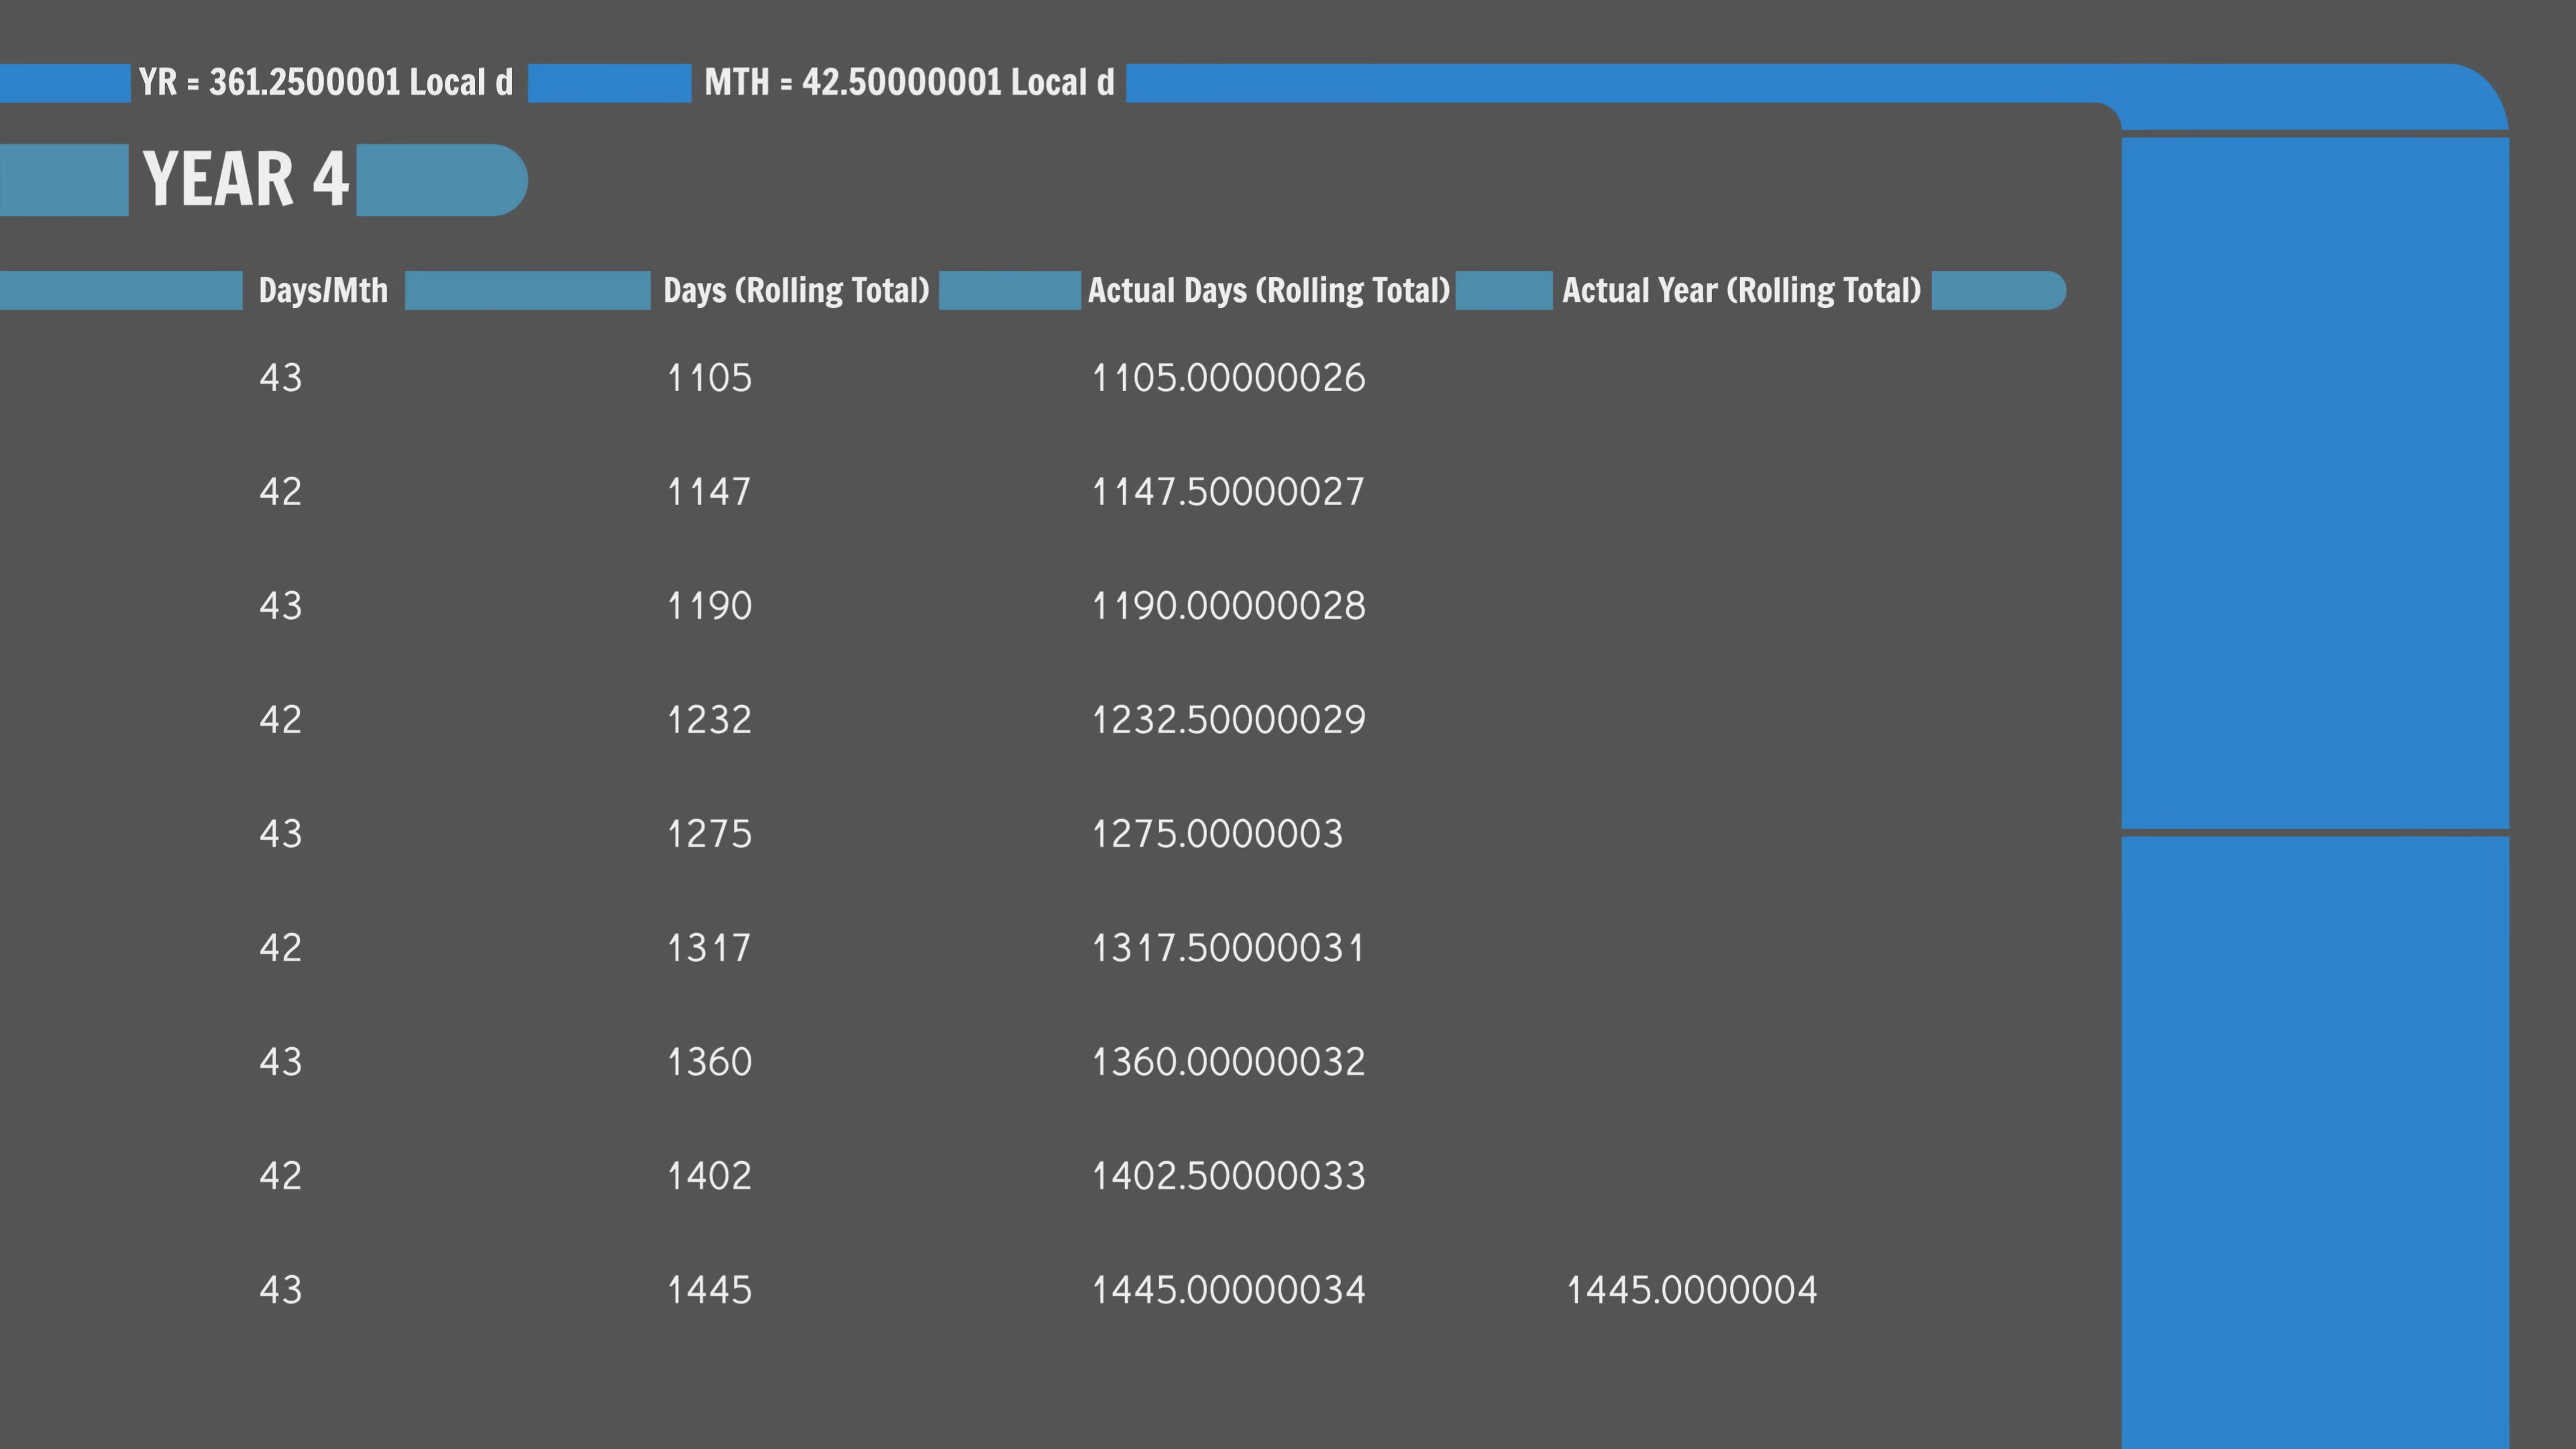 YR = 361.2500001 Local d MTH = 42.50000001 Local d
YEAR 4
Days/Mth Days (Rolling Total) Actual Days (Rolling Total) Actual Year (Rolling Total)
43 1105 1105.00000026
42 1147 1147.50000027
43 1190 1190.00000028
42 1232 1232.50000029
43 1275 1275.0000003
42 1317 1317.50000031
43 1360 1360.00000032
42 1402 1402.50000033
43 1445 1445.00000034 1445.0000004